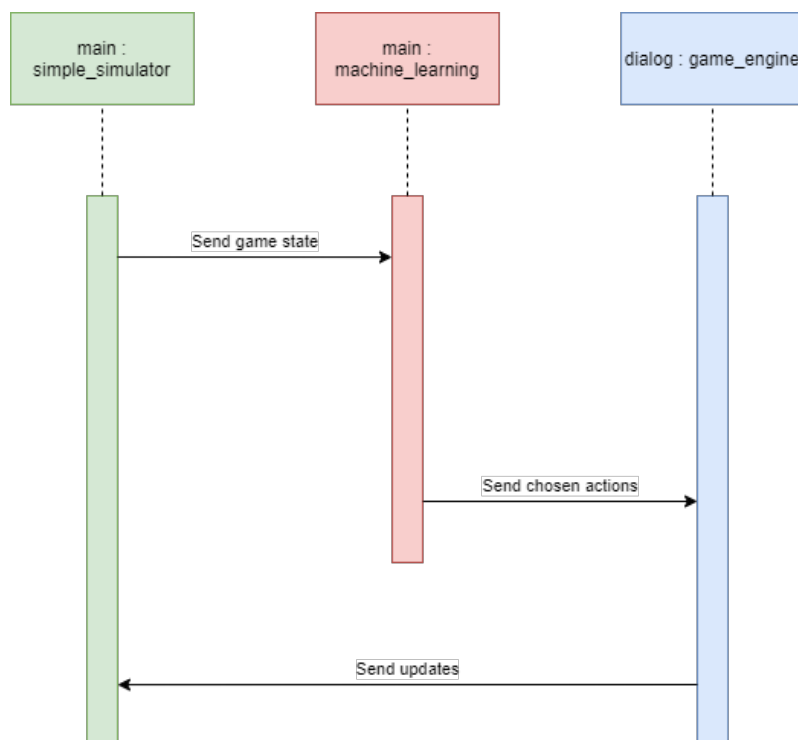 main :
simple_simulator
main :
machine_learning
dialog : game_engine
Send game state
Send chosen actions
Send updates